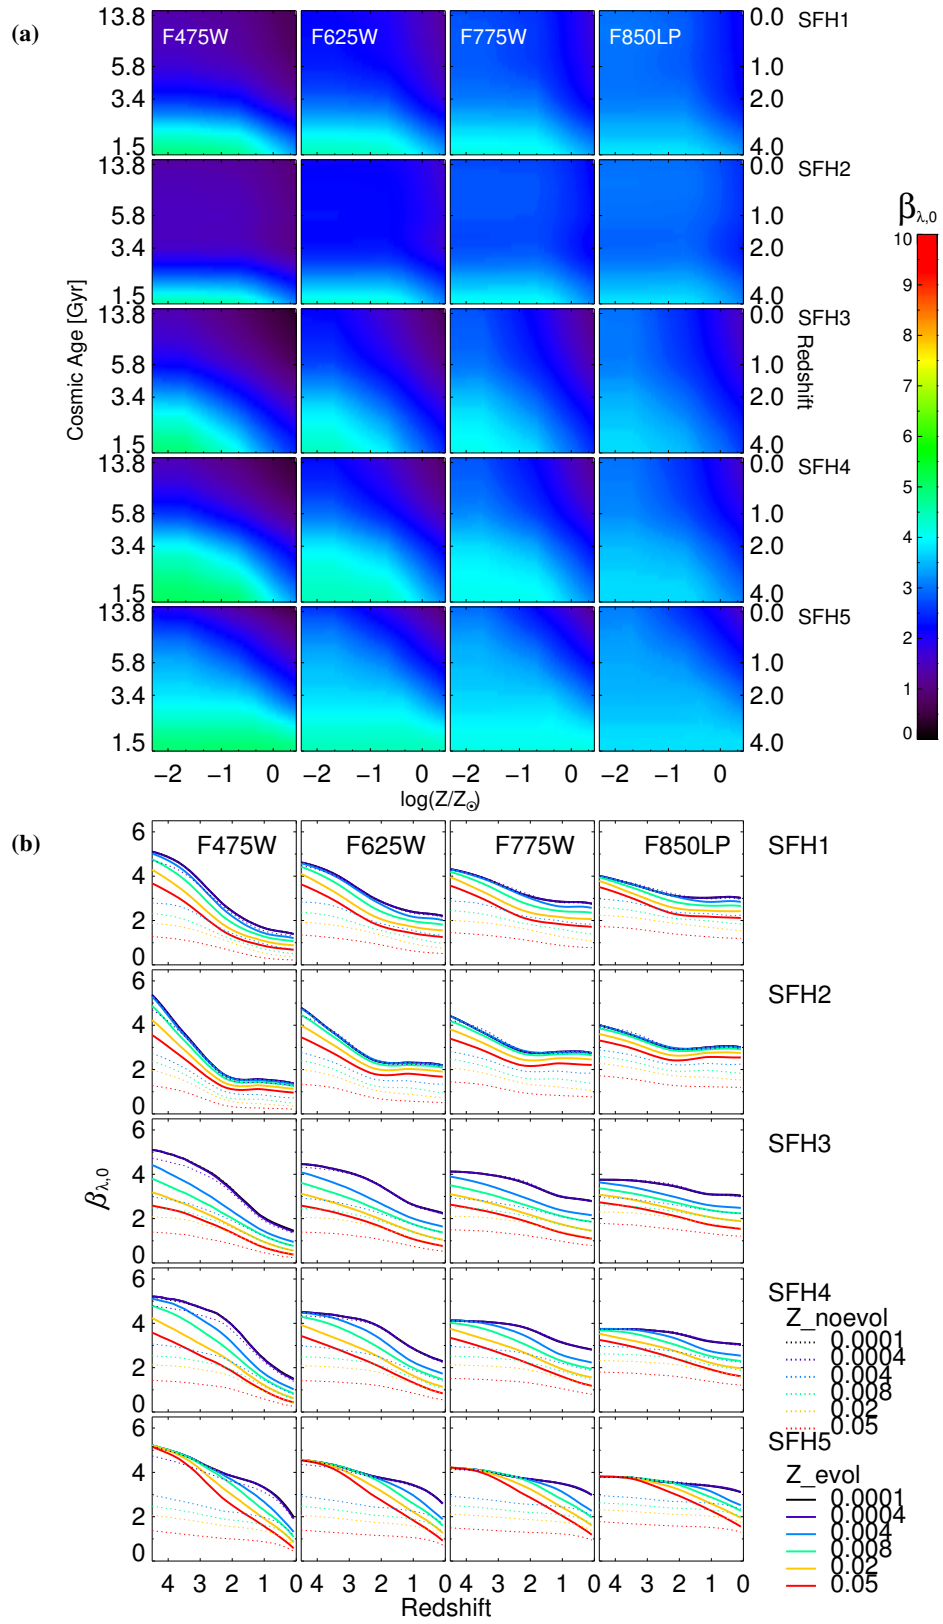 (a)
F475W F625W F775W F850LP
SFH1
13.8 5.8 3.4 1.5
0.0 1.0 2.0 4.0
SFH2
13.8 5.8 3.4 1.5
0.0 1.0 2.0 4.0
SFH3
13.8 5.8 3.4 1.5
0.0 1.0 2.0 4.0
SFH4
13.8 5.8 3.4 1.5
0.0 1.0 2.0 4.0
SFH5
13.8 5.8 3.4 1.5
0.0 1.0 2.0 4.0
Cosmic Age [Gyr]
Redshift
−2 −1 0 −2 −1 0 −2 −1 0 −2 −1 0
log(Z/Z⊙)
βλ,0
10
9
8
7
6
5
4
3
2
1
0
(b)
F475W F625W F775W F850LP
SFH1
6 4 2 0
SFH2
6 4 2 0
SFH3
6 4 2 0
SFH4
6 4 2 0
SFH5
6 4 2 0
βλ,0
Z_noevol
0.0001
0.0004
0.004
0.008
0.02
0.05
Z_evol
0.0001
0.0004
0.004
0.008
0.02
0.05
4 3 2 1 0 4 3 2 1 0 4 3 2 1 0 4 3 2 1 0
Redshift